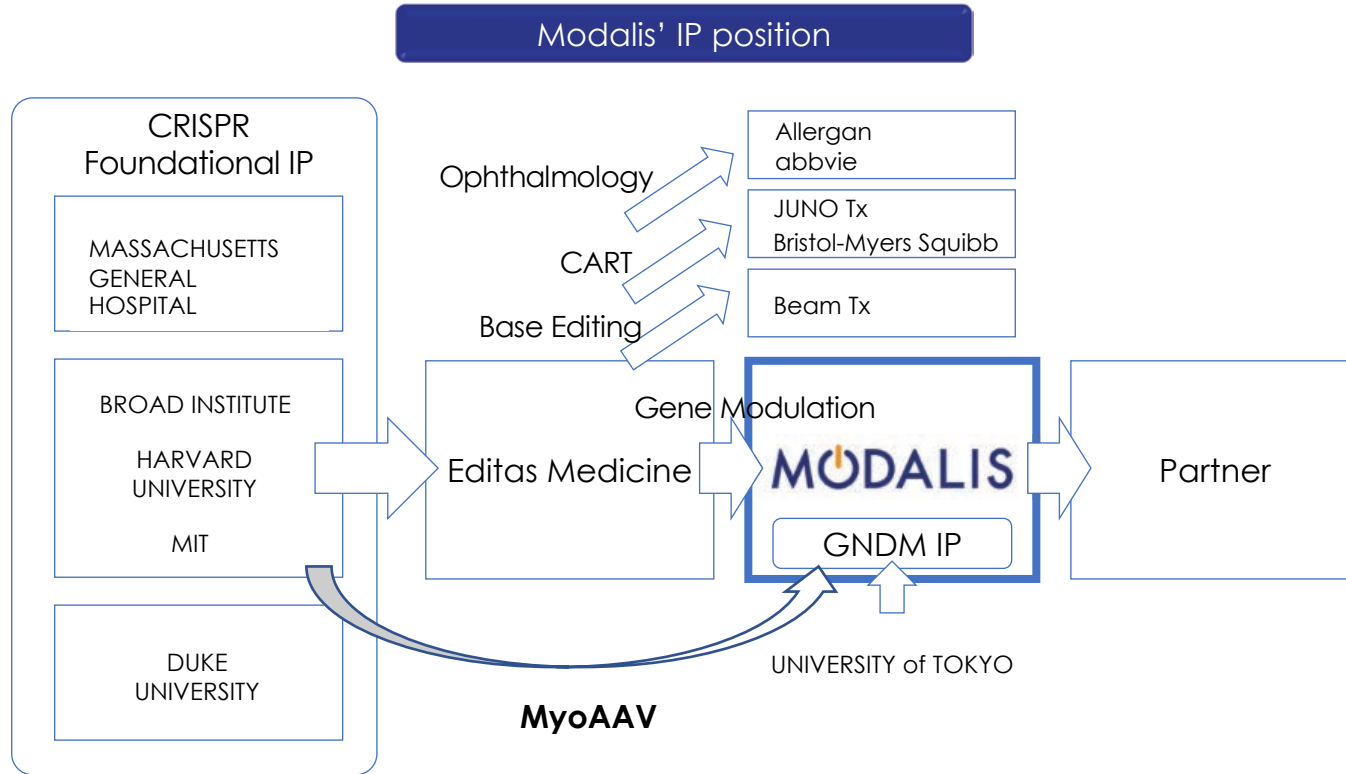 Modalis' IP position
CRISPR
Foundational IP
MASSACHUSETTS
GENERAL
HOSPITAL
BROAD INSTITUTE
HARVARD
UNIVERSITY
MIT
DUKE
UNIVERSITY
Ophthalmology
CART
Base Editing
Allergan
abbvie
JUNO Tx
Bristol-Myers Squibb
Beam Tx
Editas Medicine
Gene Modulation
MODALIS
GNDM IP
Partner
UNIVERSITY of TOKYO
MyoAAV